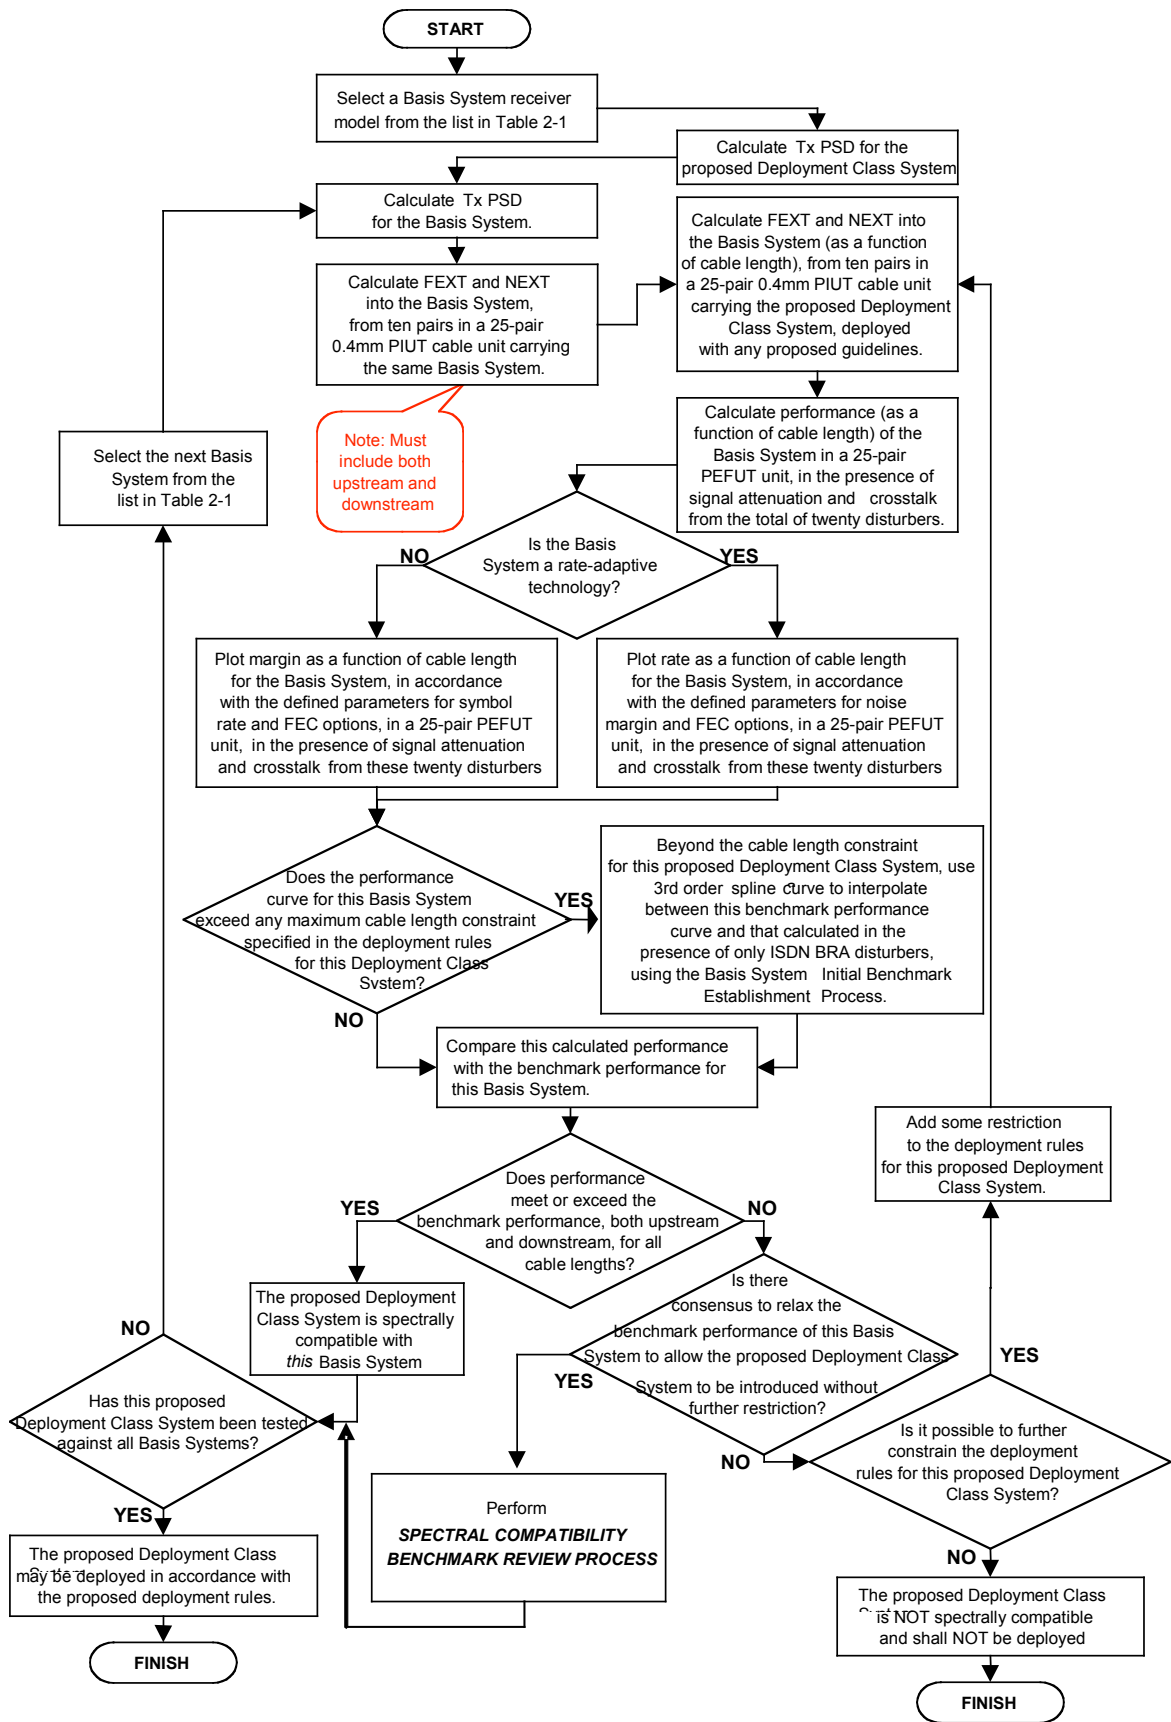 START
Select a Basis System receiver
model from the list in Table 2-1
Calculate Tx PSD for the
proposed Deployment Class System
Calculate Tx PSD
for the Basis System.
Calculate FEXT and NEXT into
the Basis System (as a function
of cable length), from ten pairs in
a 25-pair 0.4mm PIUT cable unit
carrying the proposed Deployment
Class System, deployed
with any proposed guidelines.
Calculate FEXT and NEXT
into the Basis System,
from ten pairs in a 25-pair
0.4mm PIUT cable unit carrying
the same Basis System.
Note: Must
include both
upstream and
downstream
Calculate performance (as a
function of cable length) of the
Basis System in a 25-pair
PEFUT unit, in the presence of
signal attenuation and crosstalk
from the total of twenty disturbers.
Select the next Basis
System from the
list in Table 2-1
Is the Basis
System a rate-adaptive
technology?
NO
YES
Plot margin as a function of cable length
for the Basis System, in accordance
with the defined parameters for symbol
rate and FEC options, in a 25-pair PEFUT
unit, in the presence of signal attenuation
and crosstalk from these twenty disturbers
Plot rate as a function of cable length
for the Basis System, in accordance
with the defined parameters for noise
margin and FEC options, in a 25-pair PEFUT
unit, in the presence of signal attenuation
and crosstalk from these twenty disturbers
Does the performance
curve for this Basis System
exceed any maximum cable length constraint
specified in the deployment rules
for this Deployment Class
System?
YES
NO
Beyond the cable length constraint
for this proposed Deployment Class System, use
3rd order spline curve to interpolate
between this benchmark performance
curve and that calculated in the
presence of only ISDN BRA disturbers,
using the Basis System Initial Benchmark
Establishment Process.
Compare this calculated performance
with the benchmark performance for
this Basis System.
Add some restriction
to the deployment rules
for this proposed Deployment
Class System.
Does performance
meet or exceed the
benchmark performance, both upstream
and downstream, for all
cable lengths?
YES
NO
The proposed Deployment
Class System is spectrally
compatible with
this Basis System
Is there
consensus to relax the
benchmark performance of this Basis
System to allow the proposed Deployment Class
System to be introduced without
further restriction?
YES
NO
NO
Has this proposed
Deployment Class System been tested
against all Basis Systems?
YES
YES
Is it possible to further
constrain the deployment
rules for this proposed Deployment
Class System?
NO
Perform
SPECTRAL COMPATIBILITY
BENCHMARK REVIEW PROCESS
The proposed Deployment Class
may be deployed in accordance with
the proposed deployment rules.
FINISH
The proposed Deployment Class
is NOT spectrally compatible
and shall NOT be deployed
FINISH